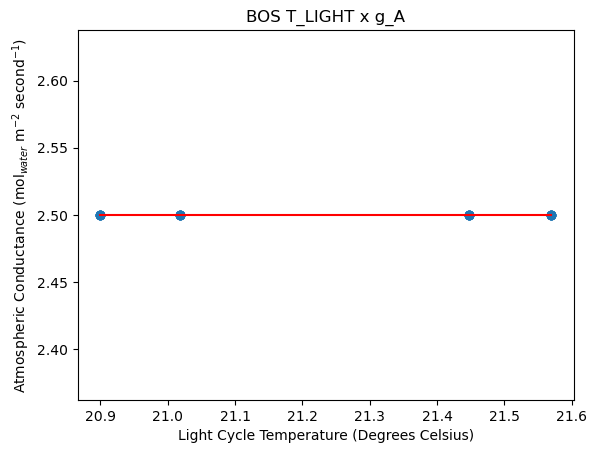 BOS T_LIGHT x g_A
Atmospheric Conductance (mol_water m⁻² second⁻¹)
2.60
2.55
2.50
2.45
2.40
20.9 21.0 21.1 21.2 21.3 21.4 21.5 21.6
Light Cycle Temperature (Degrees Celsius)